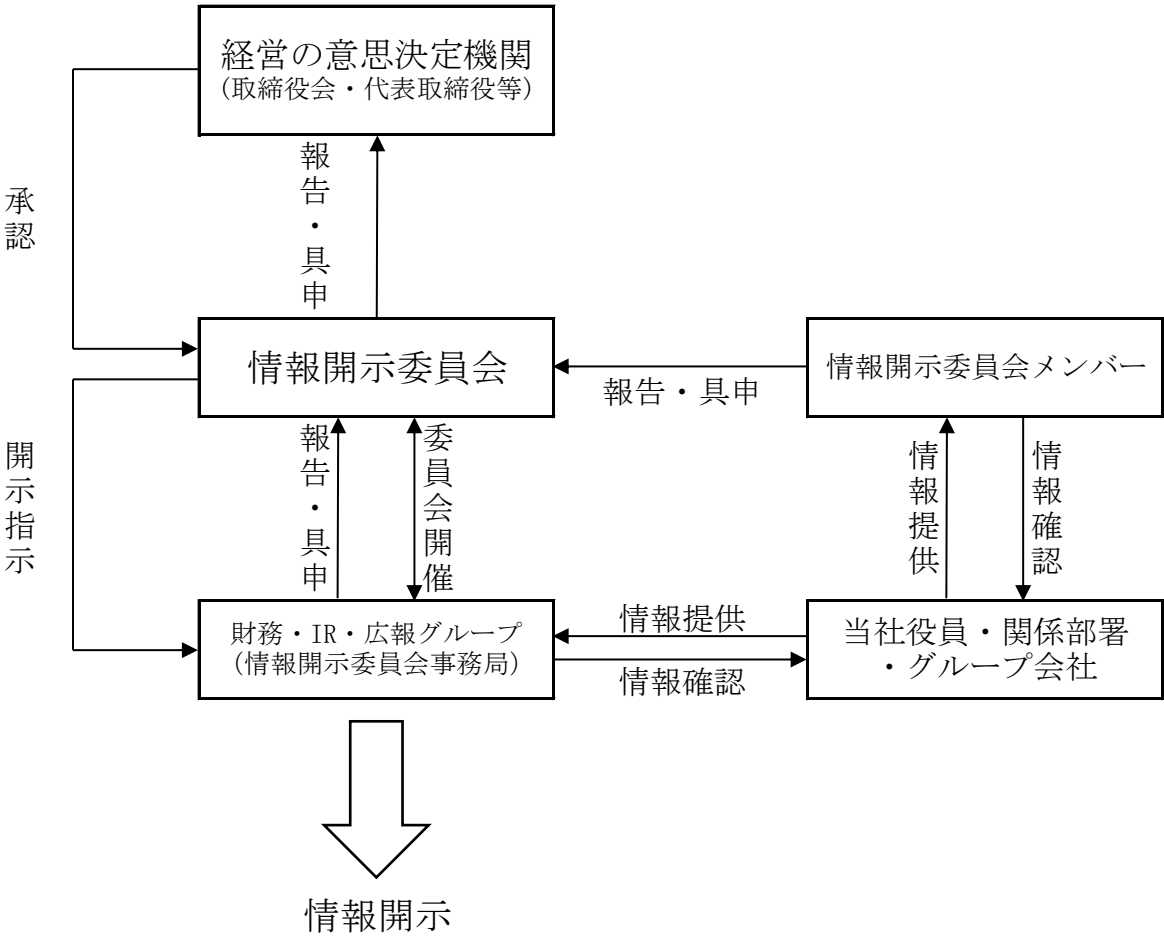 経営の意思決定機関
(取締役会・代表取締役等)
報告・具申
承認
情報開示委員会
報告・具申
情報開示委員会メンバー
開示指示
報告・具申
委員会開催
情報提供
情報確認
財務・IR・広報グループ
(情報開示委員会事務局)
情報提供
情報確認
当社役員・関係部署
・グループ会社
情報開示